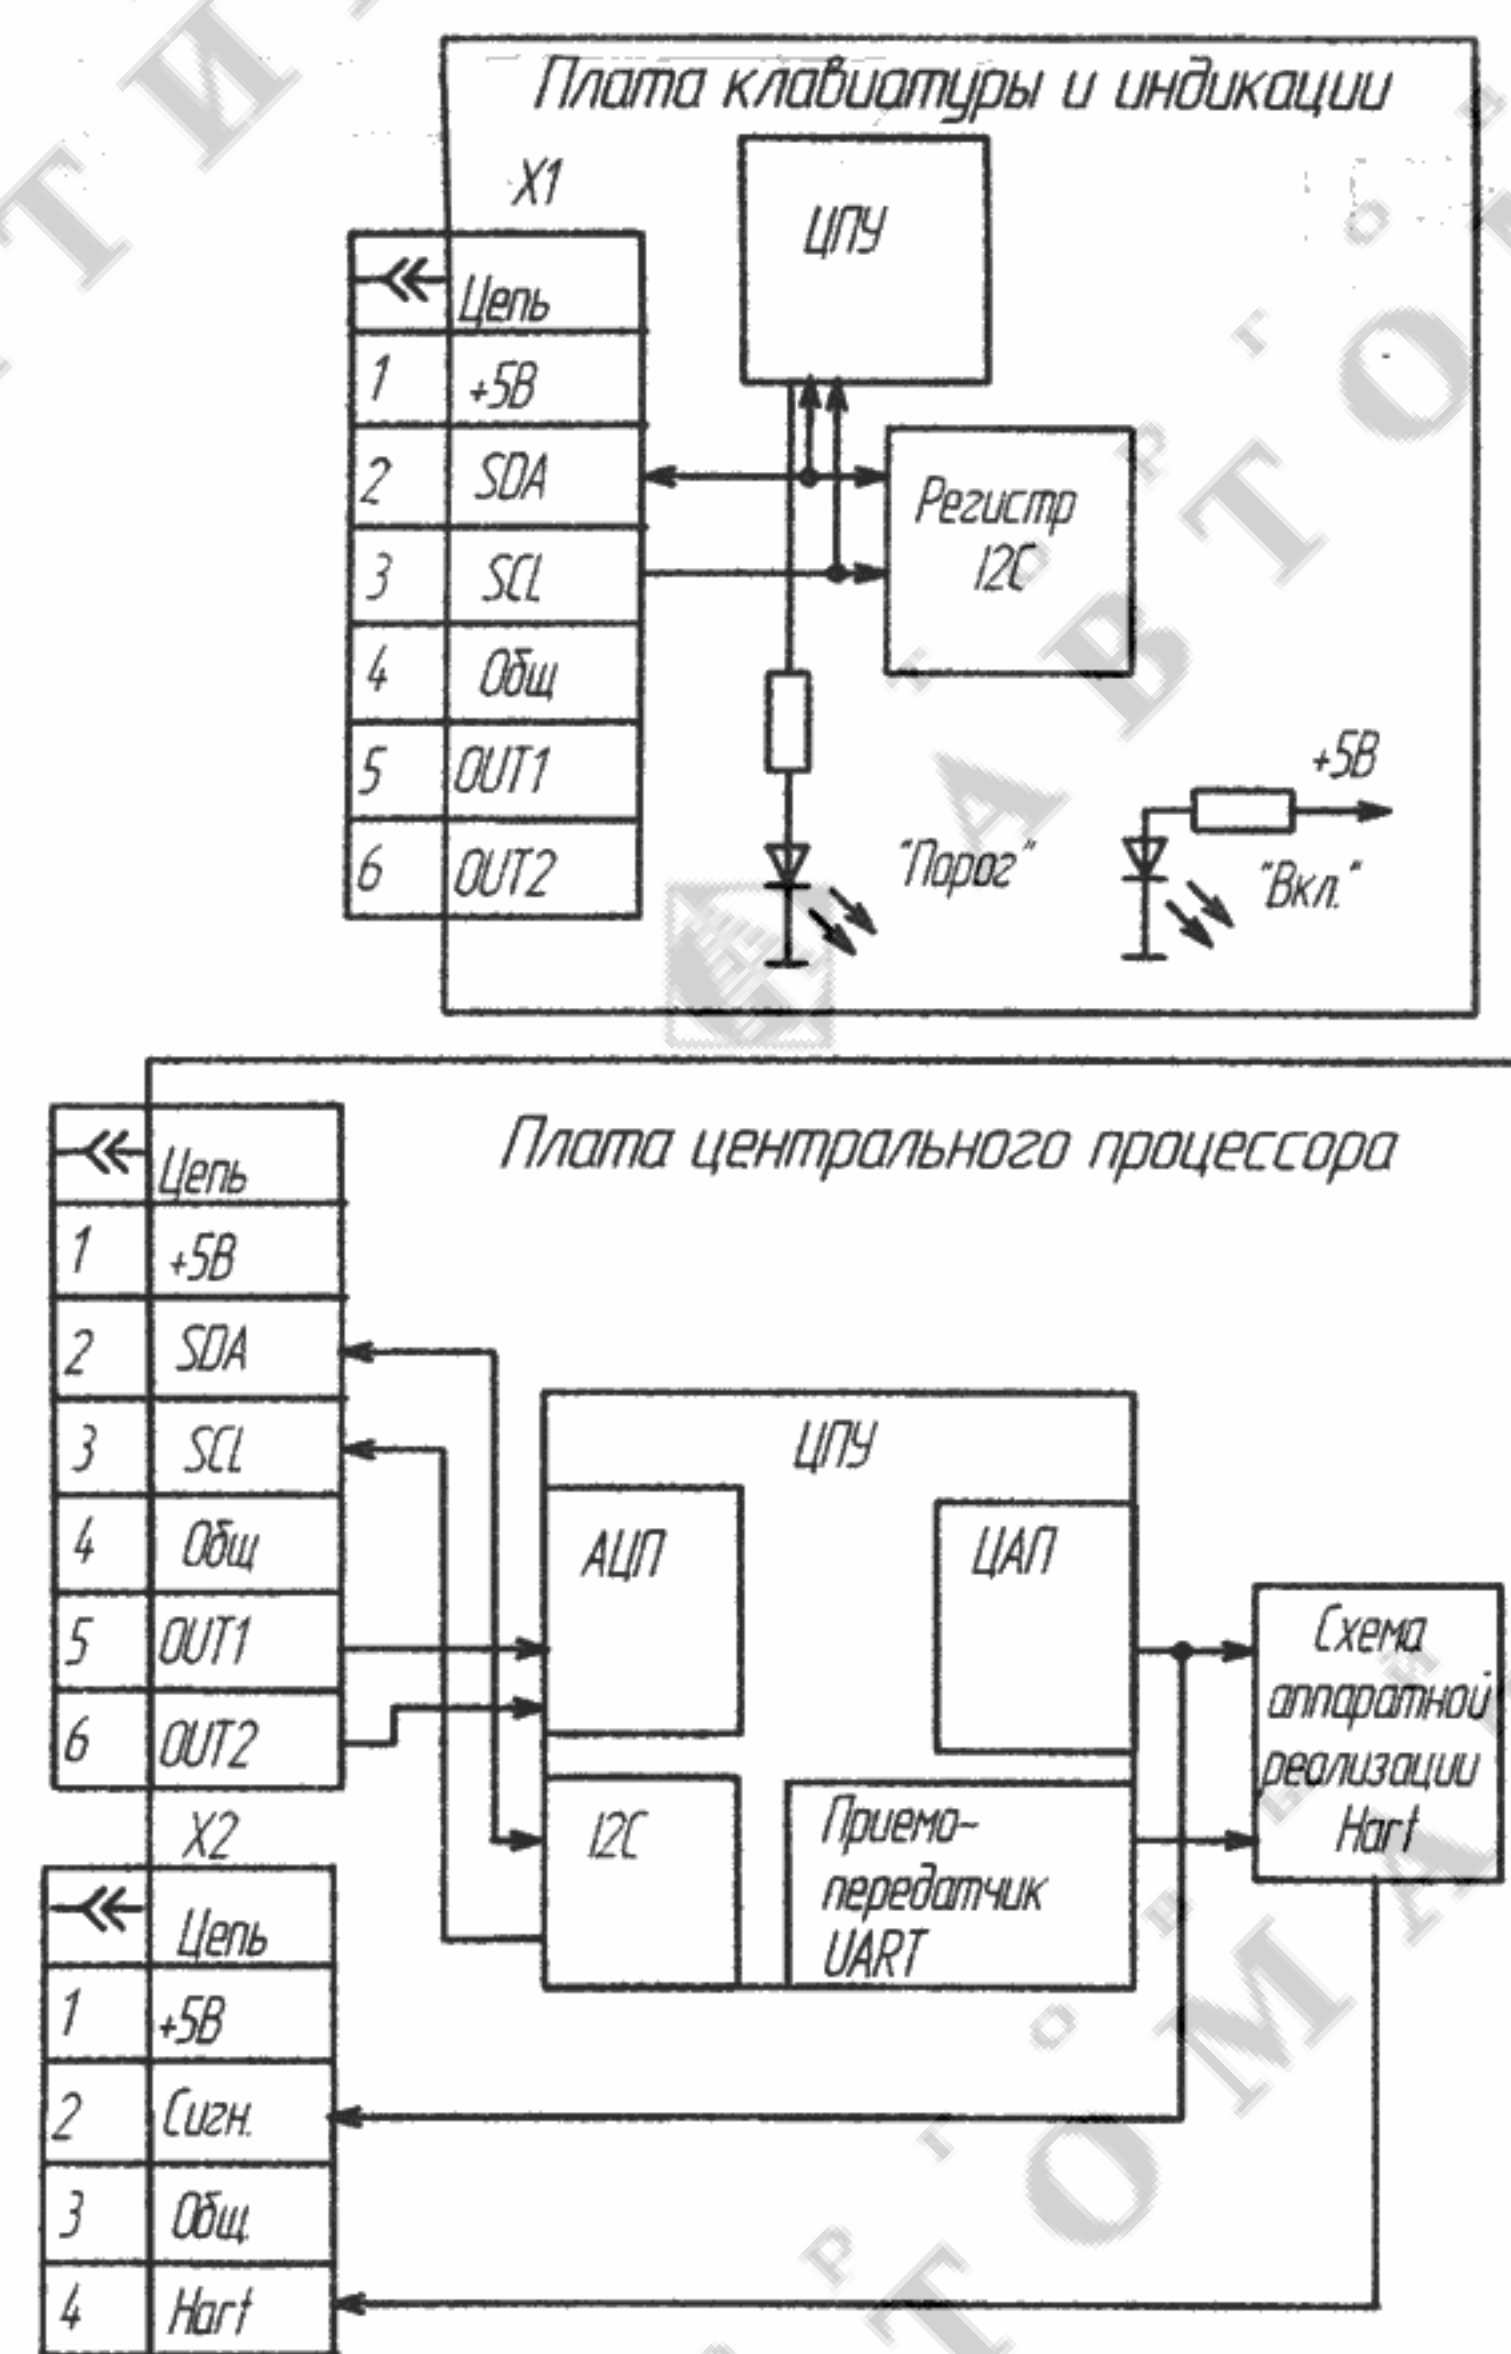 Плата клавиатуры и индикации
X1
ЦПУ
Цепь
1 +5В
2 SDA
3 SCL
4 Общ
5 OUT1
6 OUT2
Регистр
I2C
+5В
"Порог"
"Вкл."
Плата центрального процессора
Цепь
1 +5В
2 SDA
3 SCL
4 Общ
5 OUT1
6 OUT2
ЦПУ
АЦП
ЦАП
I2C
Приемо-
передатчик
UART
Схема
аппаратной
реализации
Hart
X2
Цепь
1 +5В
2 Сигн.
3 Общ.
4 Hart